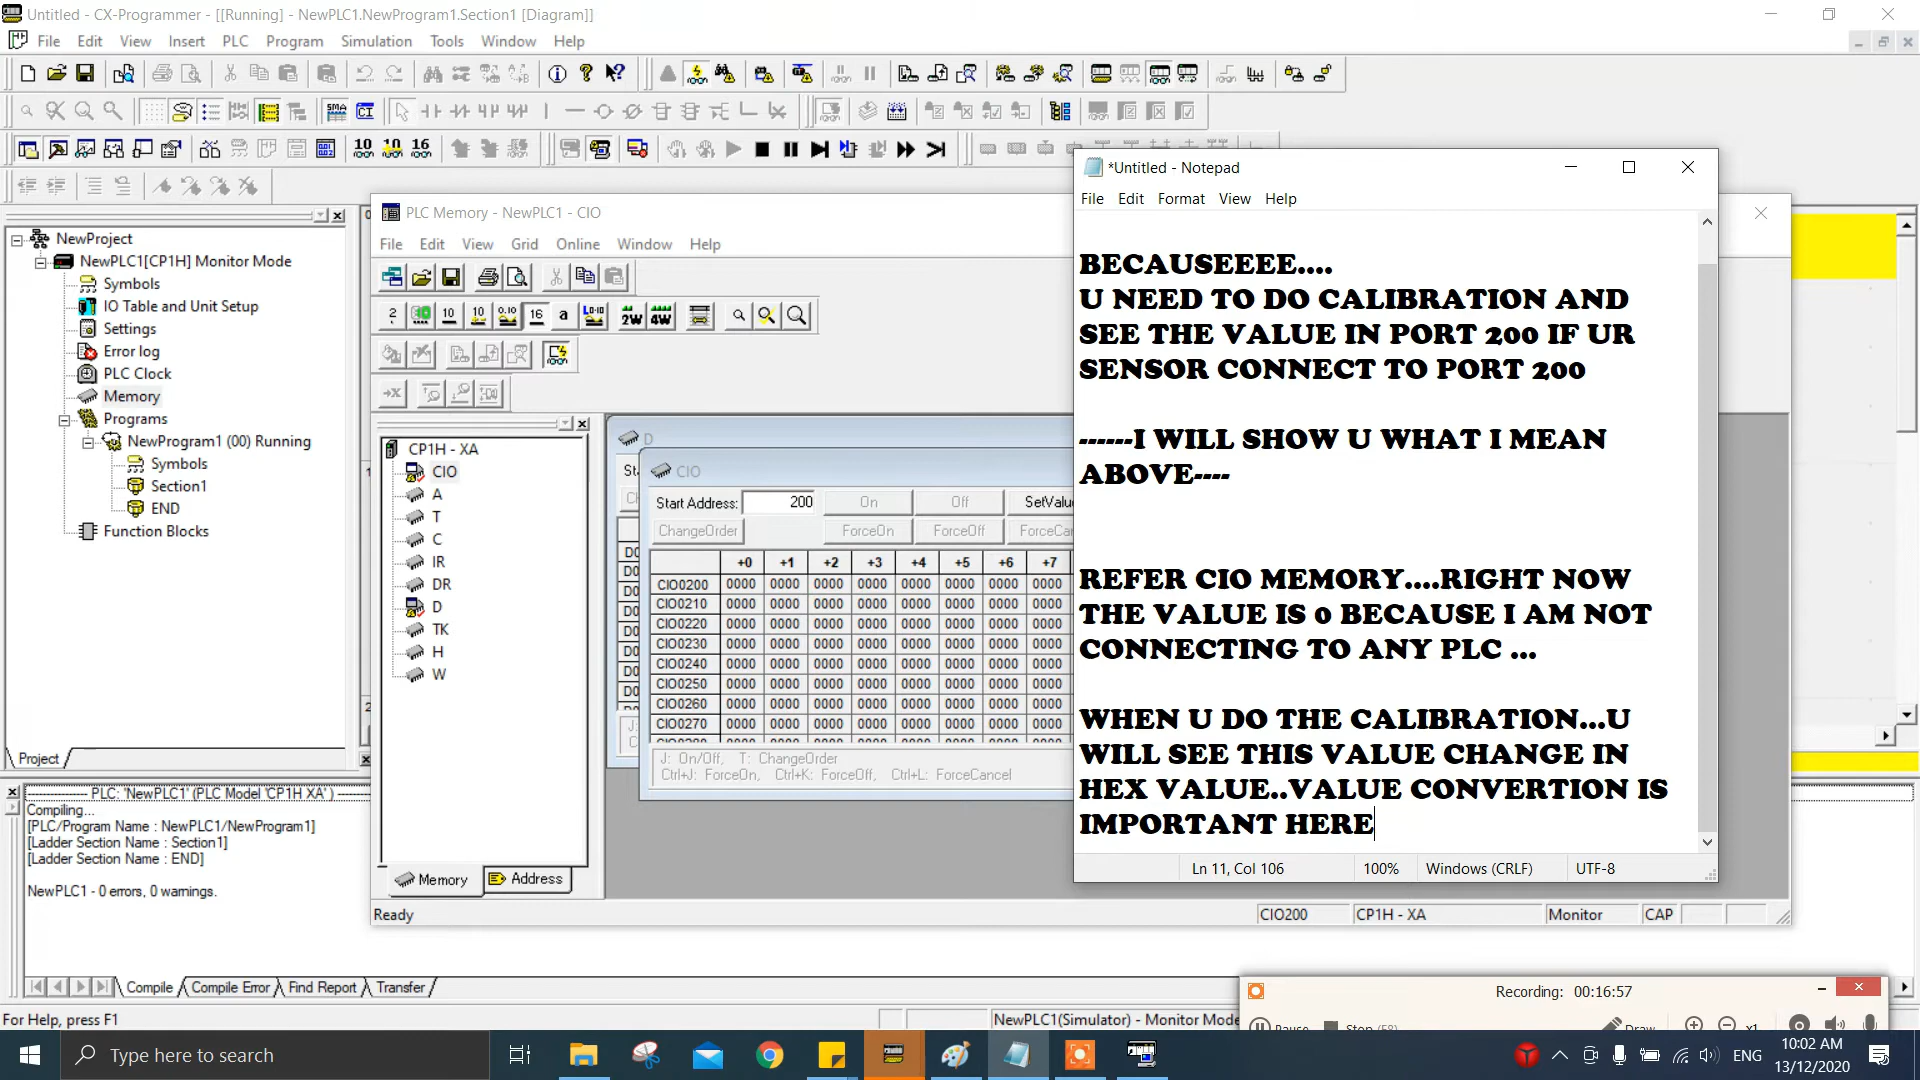 Untitled - CX-Programmer - [[Running] - NewPLC1.NewProgram1.Section1 [Diagram]]
File Edit View Insert PLC Program Simulation Tools Window Help
NewProject
NewPLC1[CP1H] Monitor Mode
Symbols
IO Table and Unit Setup
Settings
Error log
PLC Clock
Memory
Programs
NewProgram1 (00) Running
Symbols
Section1
END
Function Blocks
Project
PLC Memory - NewPLC1 - CIO
File Edit View Grid Online Window Help
CP1H - XA
CIO
A
T
C
IR
DR
D
TK
H
W
Memory Address
D
CIO
Start Address: 200 On Off SetValu
ChangeOrder ForceOn ForceOff ForceCa
+0 +1 +2 +3 +4 +5 +6 +7
CIO0200 0000 0000 0000 0000 0000 0000 0000 0000
CIO0210 0000 0000 0000 0000 0000 0000 0000 0000
CIO0220 0000 0000 0000 0000 0000 0000 0000 0000
CIO0230 0000 0000 0000 0000 0000 0000 0000 0000
CIO0240 0000 0000 0000 0000 0000 0000 0000 0000
CIO0250 0000 0000 0000 0000 0000 0000 0000 0000
CIO0260 0000 0000 0000 0000 0000 0000 0000 0000
CIO0270 0000 0000 0000 0000 0000 0000 0000 0000
J: On/Off, T: ChangeOrder
Ctrl+J: ForceOn, Ctrl+K: ForceOff, Ctrl+L: ForceCancel
Ready CIO200 CP1H - XA Monitor CAP
*Untitled - Notepad
File Edit Format View Help
BECAUSEEEE....
U NEED TO DO CALIBRATION AND
SEE THE VALUE IN PORT 200 IF UR
SENSOR CONNECT TO PORT 200
------I WILL SHOW U WHAT I MEAN
ABOVE----
REFER CIO MEMORY....RIGHT NOW
THE VALUE IS 0 BECAUSE I AM NOT
CONNECTING TO ANY PLC ...
WHEN U DO THE CALIBRATION...U
WILL SEE THIS VALUE CHANGE IN
HEX VALUE..VALUE CONVERTION IS
IMPORTANT HERE
Ln 11, Col 106 100% Windows (CRLF) UTF-8
------------ PLC: 'NewPLC1' (PLC Model 'CP1H XA' ) ------------
Compiling...
[PLC/Program Name : NewPLC1/NewProgram1]
[Ladder Section Name : Section1]
[Ladder Section Name : END]
NewPLC1 - 0 errors, 0 warnings.
Compile Compile Error Find Report Transfer
Recording: 00:16:57
For Help, press F1
NewPLC1(Simulator) - Monitor Mode
Type here to search
ENG
10:02 AM
13/12/2020